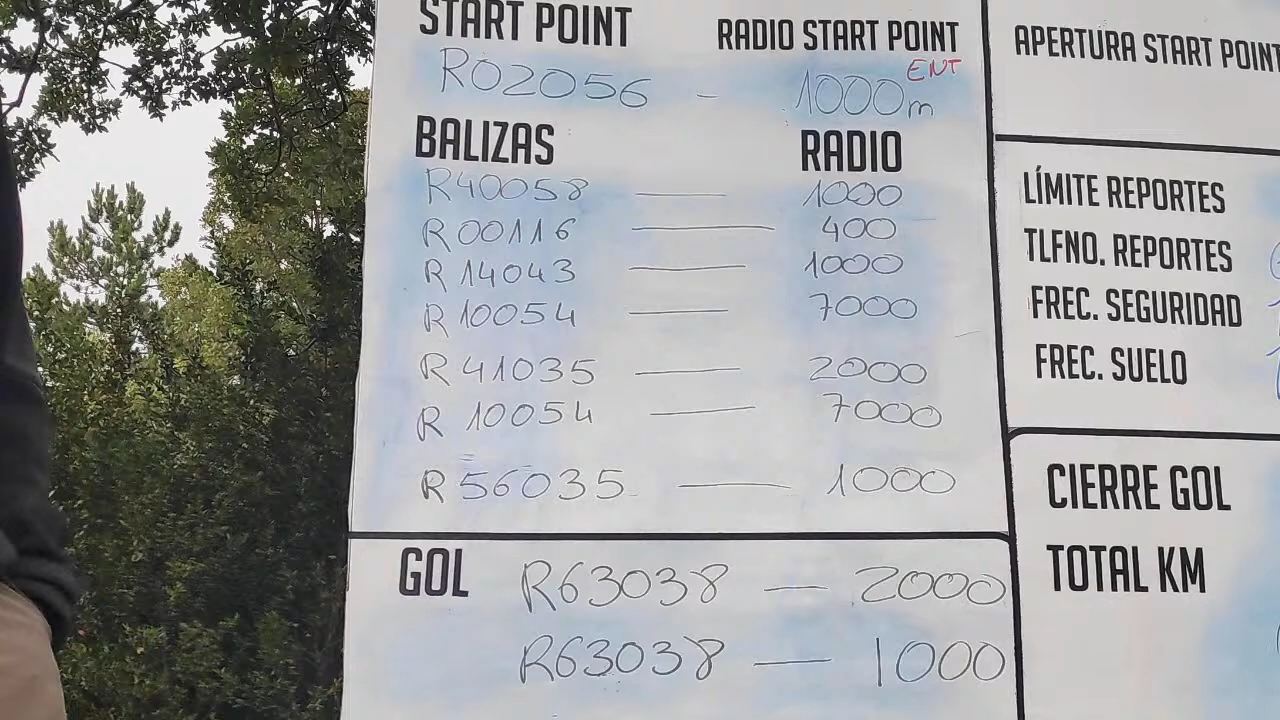 START POINT RADIO START POINT
R02056 - 1000m ENT
BALIZAS RADIO
R40058 — 1000
R00116 — 400
R14043 — 1000
R10054 — 7000
R41035 — 2000
R10054 — 7000
R56035 — 1000
GOL R63038 — 2000
R63038 — 1000
APERTURA START POINT
LÍMITE REPORTES
TLFNO. REPORTES
FREC. SEGURIDAD
FREC. SUELO
CIERRE GOL
TOTAL KM